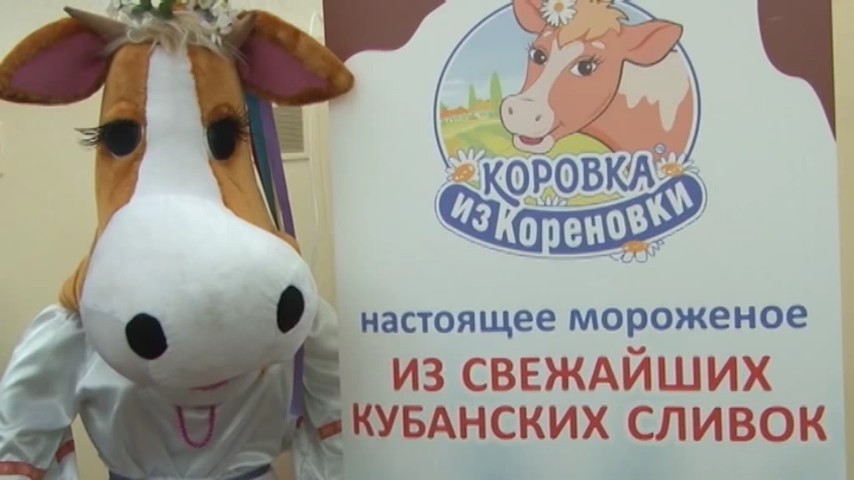 КОРОВКА
из Кореновки
настоящее мороженое
ИЗ СВЕЖАЙШИХ
КУБАНСКИХ СЛИВОК